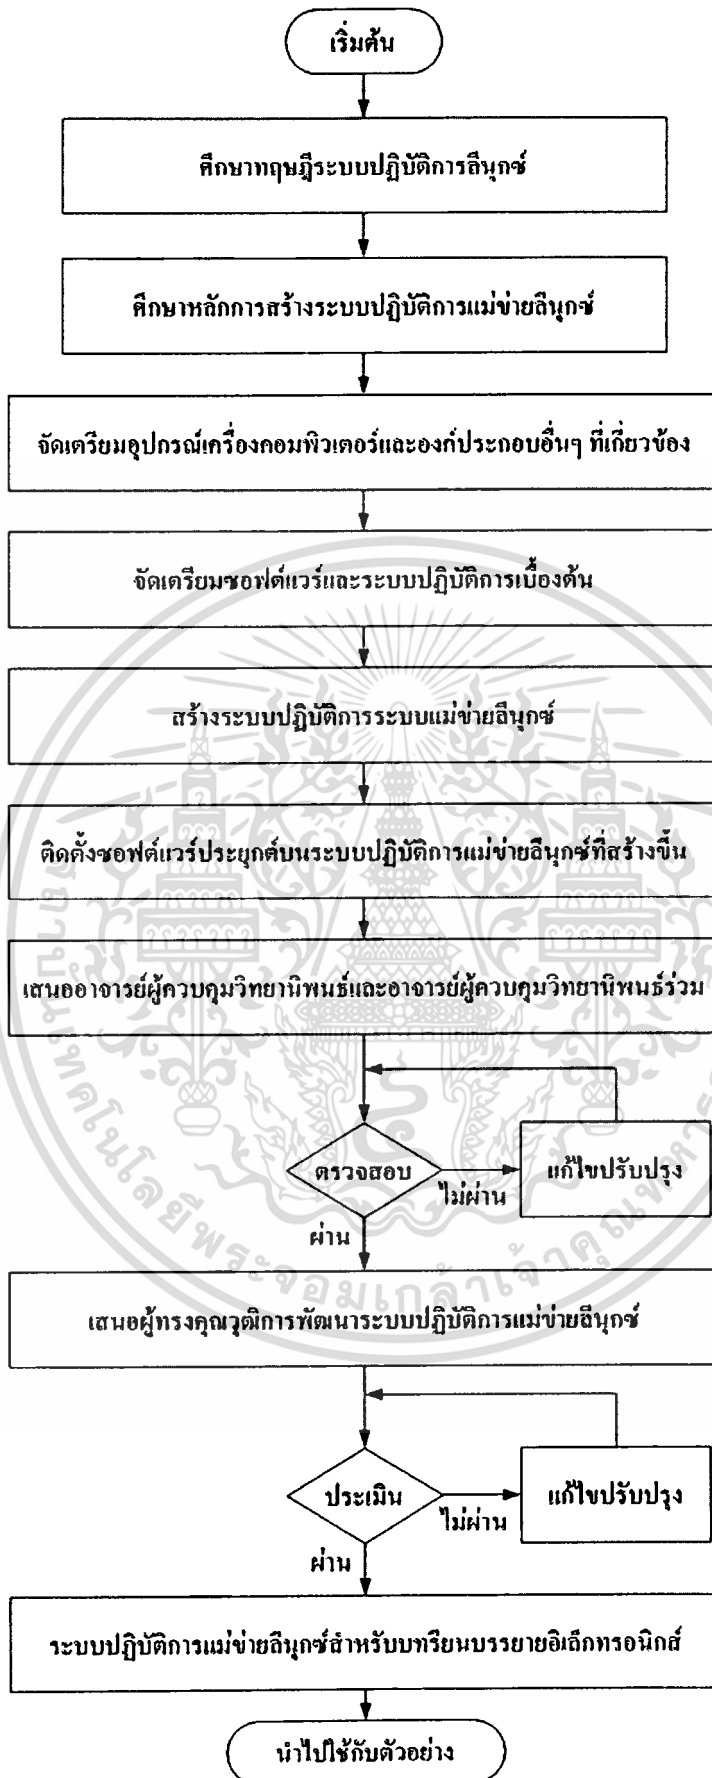 เริ่มต้น
ศึกษาทฤษฎีระบบปฏิบัติการลีนุกซ์
ศึกษาหลักการสร้างระบบปฏิบัติการแม่ข่ายลีนุกซ์
จัดเตรียมอุปกรณ์เครื่องคอมพิวเตอร์และองค์ประกอบอื่นๆ ที่เกี่ยวข้อง
จัดเตรียมซอฟต์แวร์และระบบปฏิบัติการเบื้องต้น
สร้างระบบปฏิบัติการระบบแม่ข่ายลีนุกซ์
ติดตั้งซอฟต์แวร์ประยุกต์บนระบบปฏิบัติการแม่ข่ายลีนุกซ์ที่สร้างขึ้น
เสนออาจารย์ผู้ควบคุมวิทยานิพนธ์และอาจารย์ผู้ควบคุมวิทยานิพนธ์ร่วม
ตรวจสอบ
ไม่ผ่าน
แก้ไขปรับปรุง
ผ่าน
เสนอผู้ทรงคุณวุฒิการพัฒนาระบบปฏิบัติการแม่ข่ายลีนุกซ์
ประเมิน
ไม่ผ่าน
แก้ไขปรับปรุง
ผ่าน
ระบบปฏิบัติการแม่ข่ายลีนุกซ์สำหรับบทเรียนบรรยายอิเล็กทรอนิกส์
นำไปใช้กับตัวอย่าง